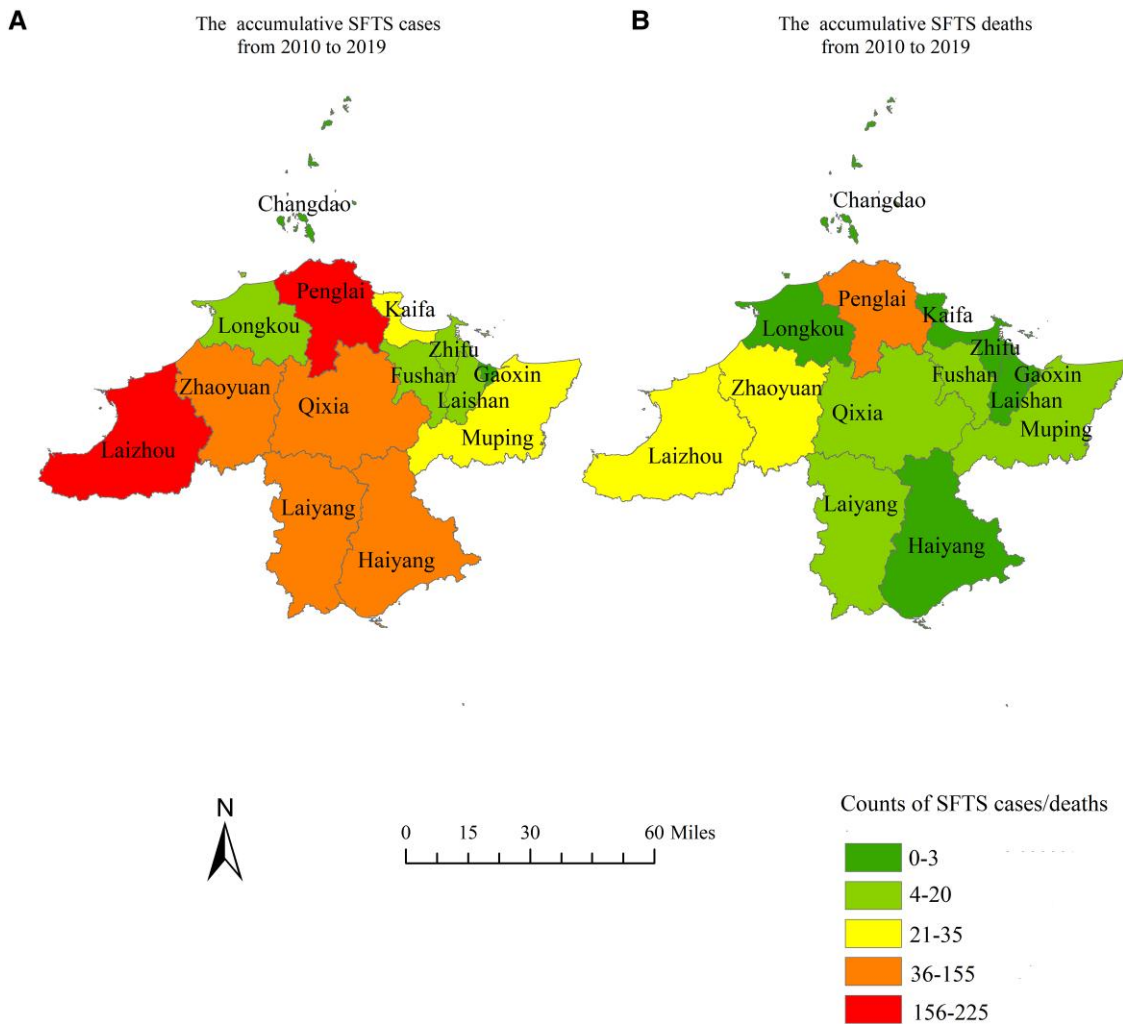 A
The accumulative SFTS cases
from 2010 to 2019
Changdao
Penglai
Kaifa
Longkou
Zhifu
Fushan
Gaoxin
Zhaoyuan
Laishan
Qixia
Muping
Laizhou
Laiyang
Haiyang
B
The accumulative SFTS deaths
from 2010 to 2019
Changdao
Penglai
Kaifa
Longkou
Zhifu
Fushan
Gaoxin
Zhaoyuan
Laishan
Qixia
Muping
Laizhou
Laiyang
Haiyang
N
0 15 30 60 Miles
Counts of SFTS cases/deaths
0-3
4-20
21-35
36-155
156-225